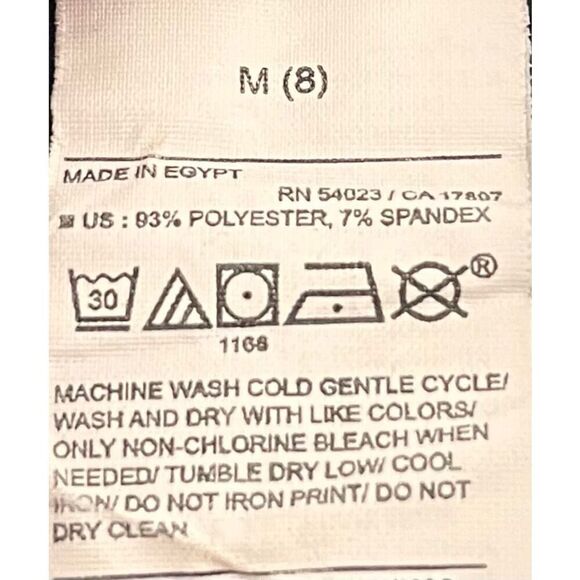 M (8)
MADE IN EGYPT
RN 54023 / CA 17807
US : 93% POLYESTER, 7% SPANDEX
30
®
1168
MACHINE WASH COLD GENTLE CYCLE/
WASH AND DRY WITH LIKE COLORS/
ONLY NON-CHLORINE BLEACH WHEN
NEEDED/ TUMBLE DRY LOW/ COOL
IRON/ DO NOT IRON PRINT/ DO NOT
DRY CLEAN